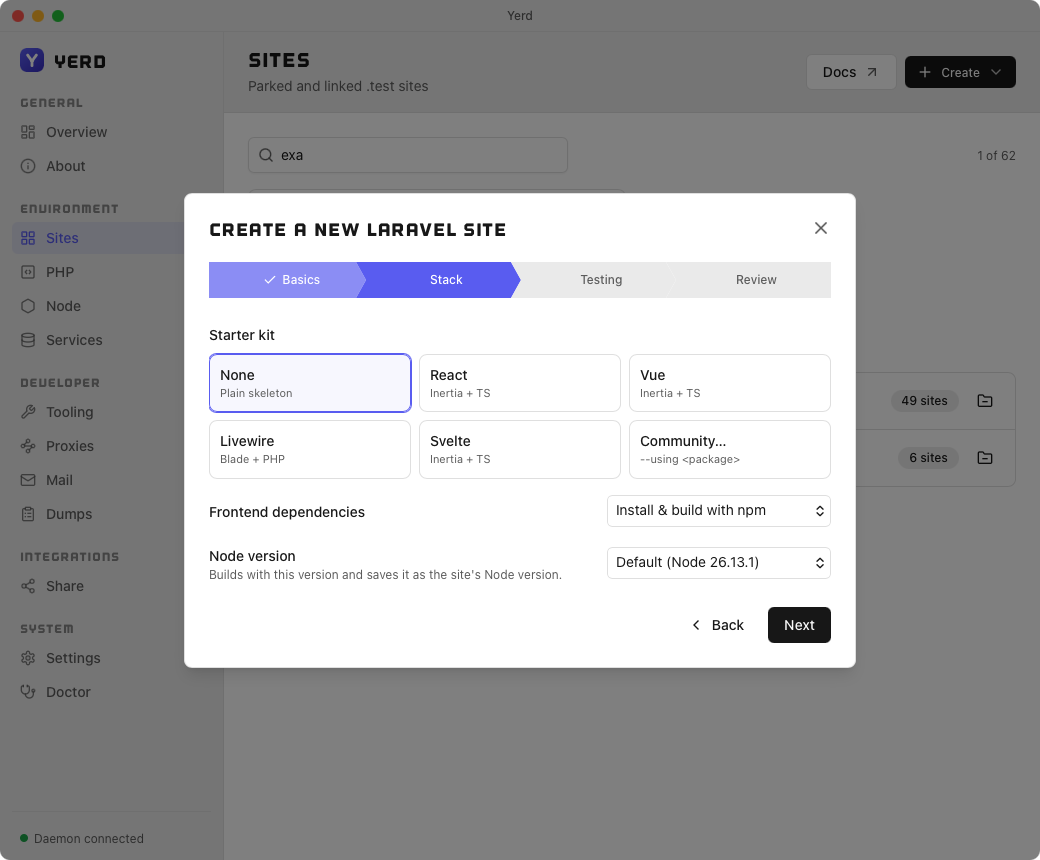 Yerd
YERD
GENERAL
Overview
About
ENVIRONMENT
Sites
PHP
Node
Services
DEVELOPER
Tooling
Proxies
Mail
Dumps
INTEGRATIONS
Share
SYSTEM
Settings
Doctor
Daemon connected
SITES
Parked and linked .test sites
Docs
Create
exa
1 of 62
49 sites
6 sites
CREATE A NEW LARAVEL SITE
Basics
Stack
Testing
Review
Starter kit
None
Plain skeleton
React
Inertia + TS
Vue
Inertia + TS
Livewire
Blade + PHP
Svelte
Inertia + TS
Community...
--using <package>
Frontend dependencies
Install & build with npm
Node version
Builds with this version and saves it as the site's Node version.
Default (Node 26.13.1)
Back
Next